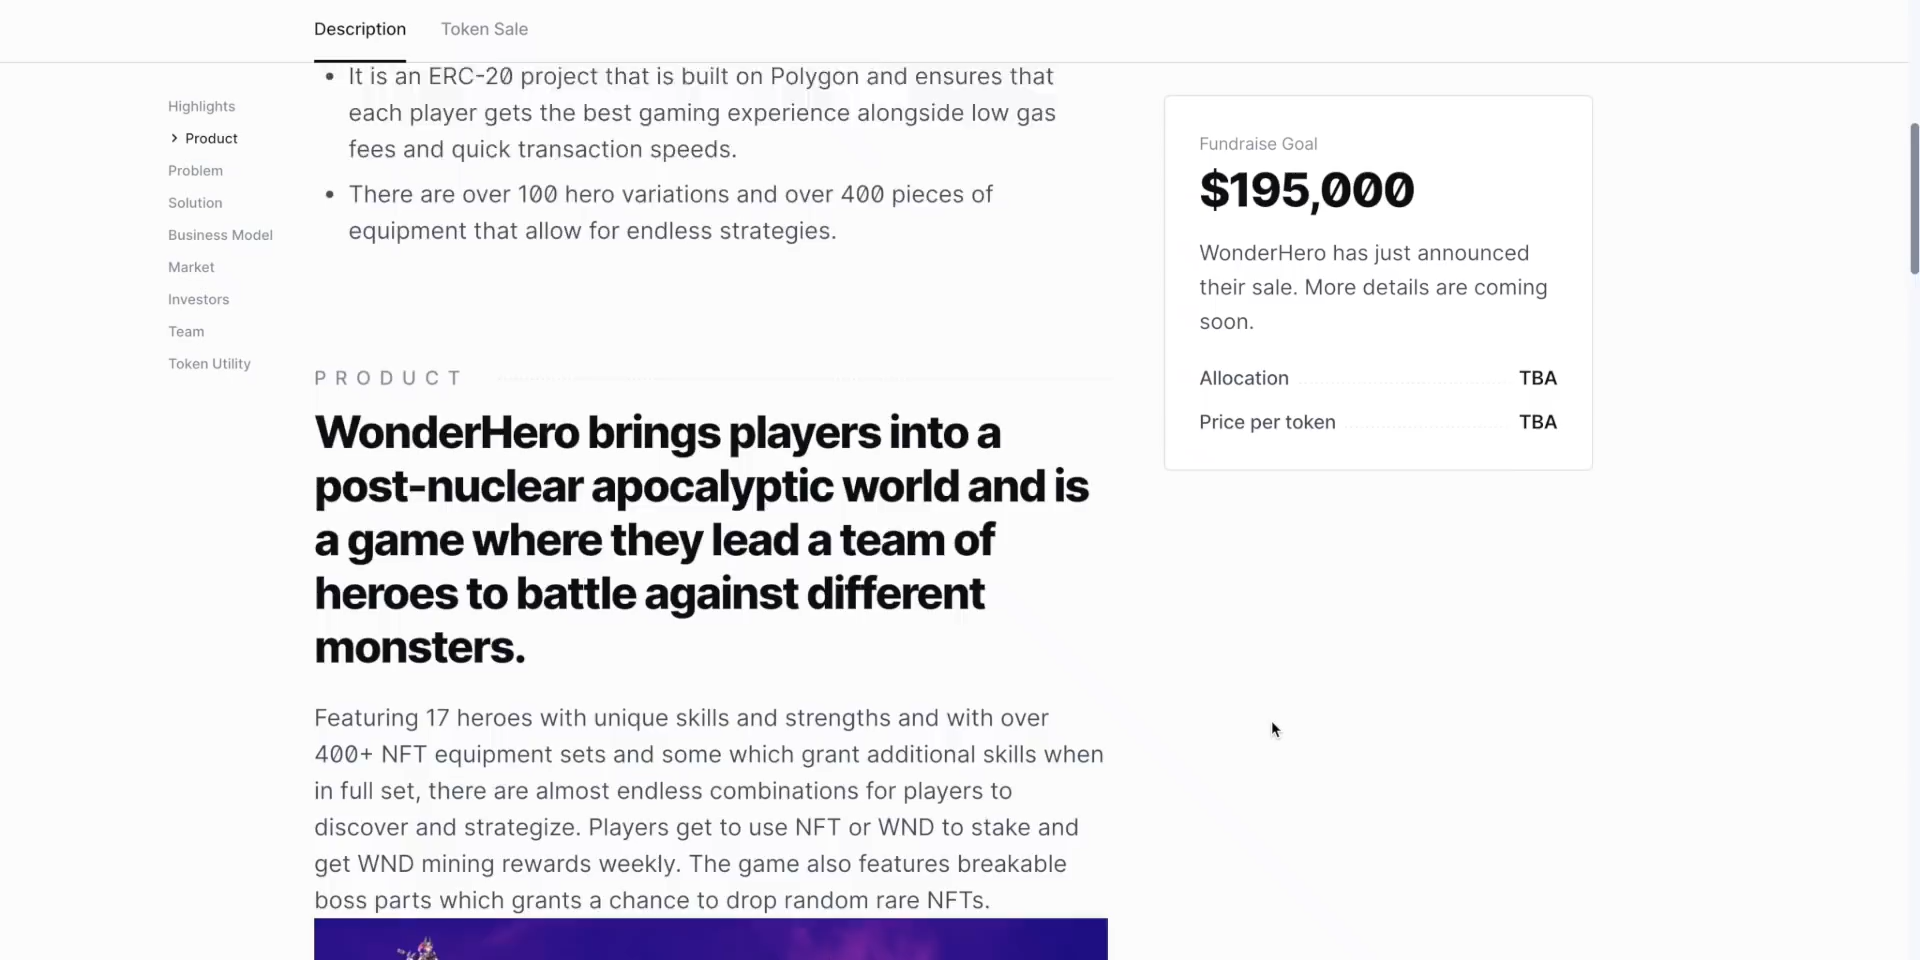 Description
Token Sale
Highlights
Product
Problem
Solution
Business Model
Market
Investors
Team
Token Utility
It is an ERC-20 project that is built on Polygon and ensures that
each player gets the best gaming experience alongside low gas
fees and quick transaction speeds.
There are over 100 hero variations and over 400 pieces of
equipment that allow for endless strategies.
PRODUCT
WonderHero brings players into a
post-nuclear apocalyptic world and is
a game where they lead a team of
heroes to battle against different
monsters.
Featuring 17 heroes with unique skills and strengths and with over
400+ NFT equipment sets and some which grant additional skills when
in full set, there are almost endless combinations for players to
discover and strategize. Players get to use NFT or WND to stake and
get WND mining rewards weekly. The game also features breakable
boss parts which grants a chance to drop random rare NFTs.
Fundraise Goal
$195,000
WonderHero has just announced
their sale. More details are coming
soon.
Allocation TBA
Price per token TBA